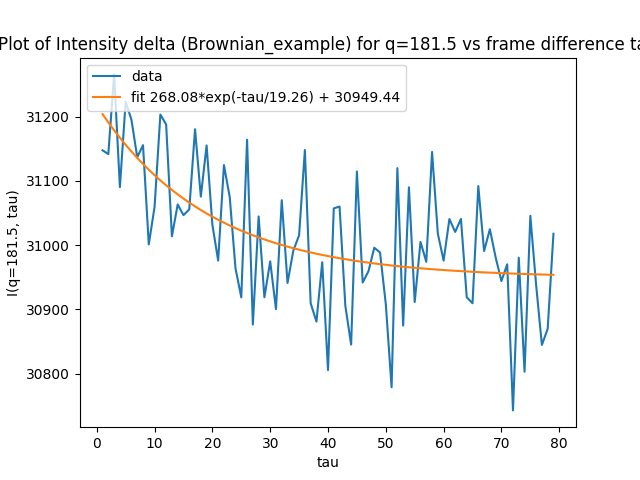 Plot of Intensity delta (Brownian_example) for q=181.5 vs frame difference ta
data
fit 268.08*exp(-tau/19.26) + 30949.44
31200
31100
31000
30900
30800
I(q=181.5, tau)
0 10 20 30 40 50 60 70 80
tau